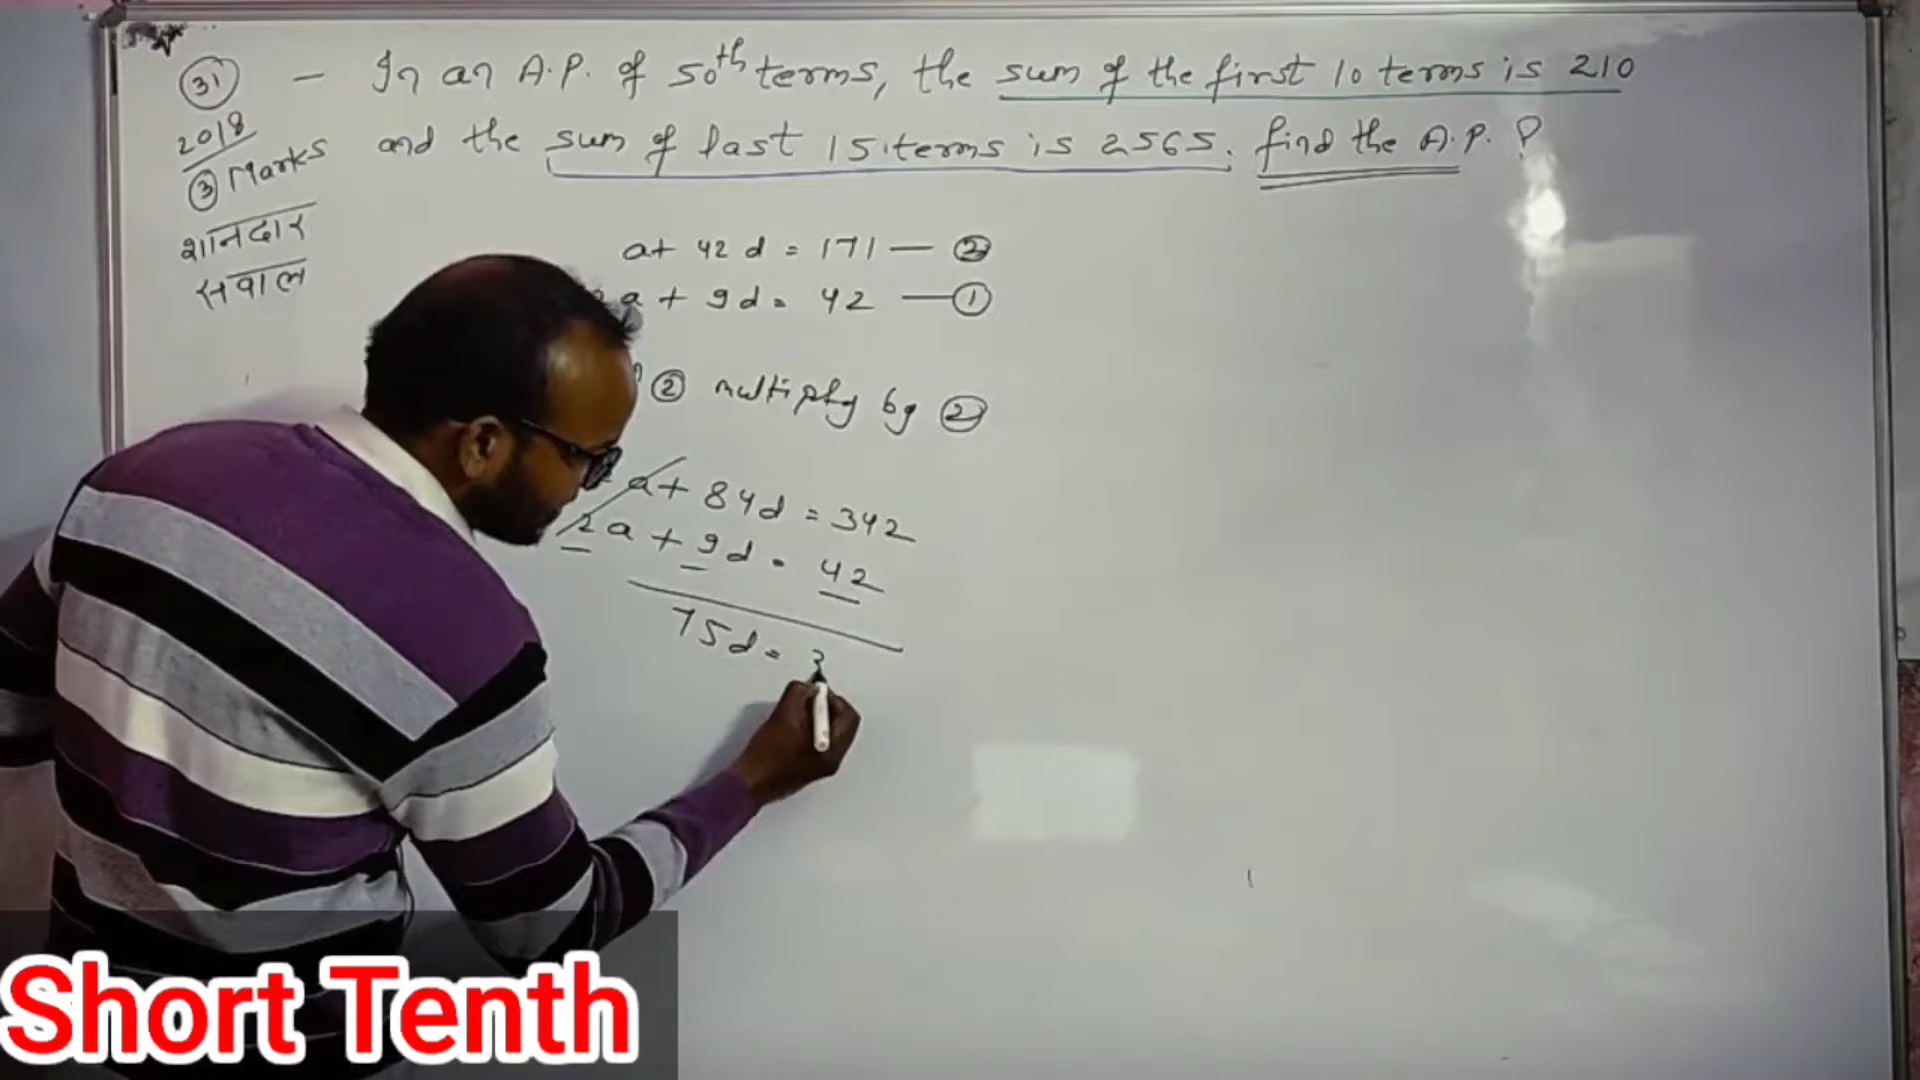 31 - In an A.P. of 50th terms, the sum of the first 10 terms is 210
2018
and the sum of last 15 terms is 2565. find the A.P. ?
3 Marks
शानदार
सवाल
a + 42d = 171 — 2
a + 9d = 42 — 1
2 multiply by 2
a + 84d = 342
2a + 9d = 42
75d = 3
Short Tenth